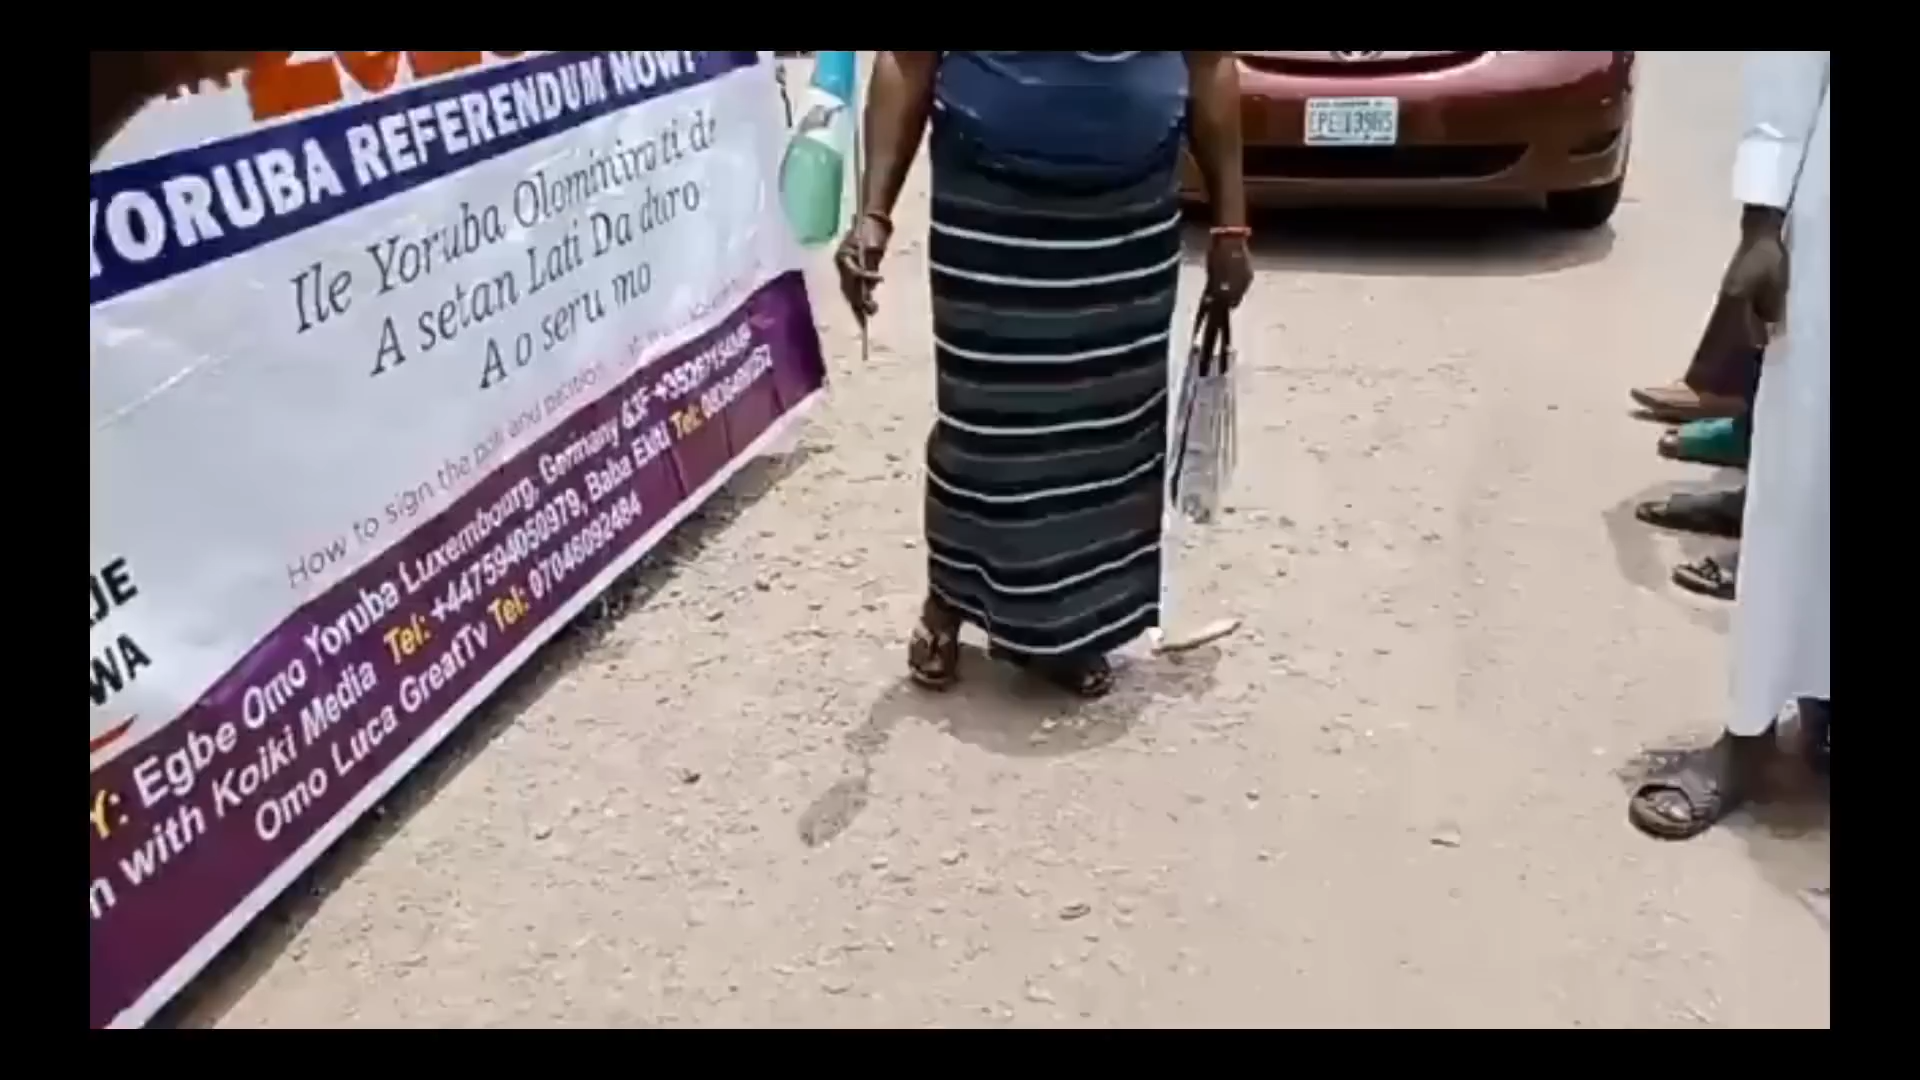 YORUBA REFERENDUM NOW!
Ile Yoruba Olominira ti de
A setan Lati Da duro
A o seru mo
How to sign the poll and petition
JE
WA
Y: Egbe Omo Yoruba Luxembourg, Germany
n with Koiki Media Tel: +447594050979, Baba Ekiti Tel:
Omo Luca GreatTv Tel: 07046092484